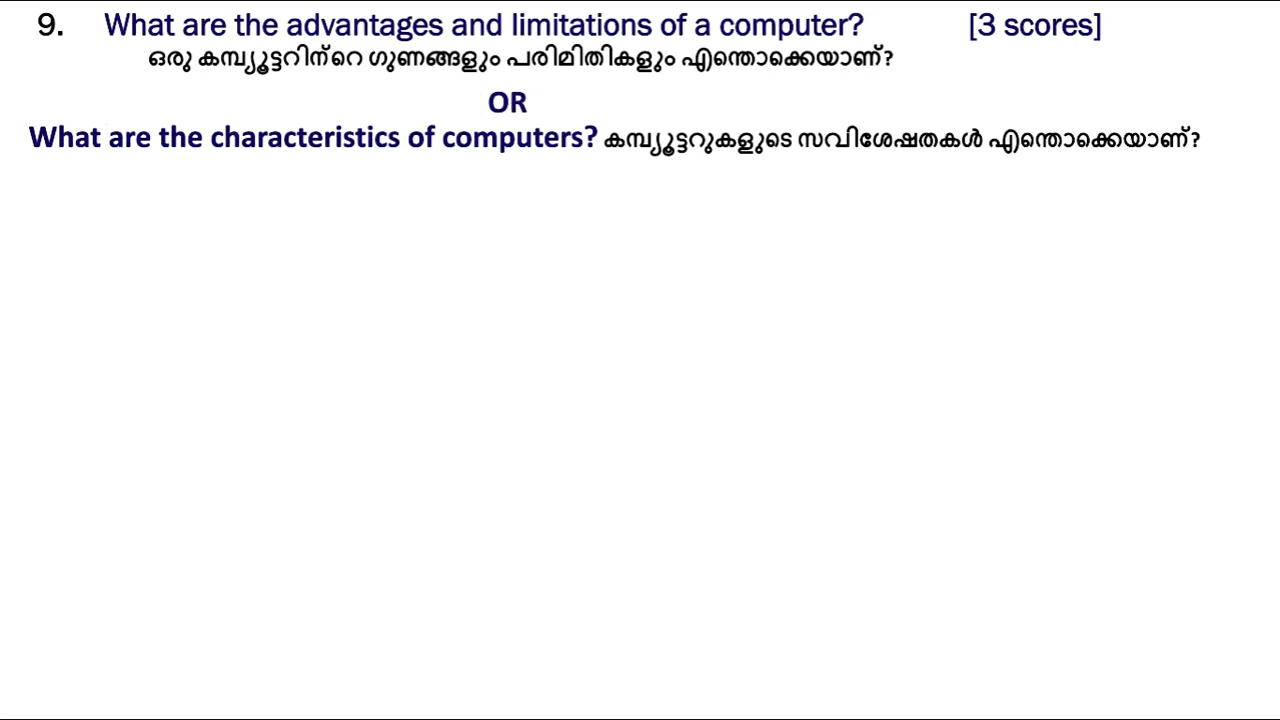 9. What are the advantages and limitations of a computer? [3 scores]
ഒരു കമ്പ്യൂട്ടറിന്റെ ഗുണങ്ങളും പരിമിതികളും എന്തൊക്കെയാണ്?
OR
What are the characteristics of computers? കമ്പ്യൂട്ടറുകളുടെ സവിശേഷതകൾ എന്തൊക്കെയാണ്?